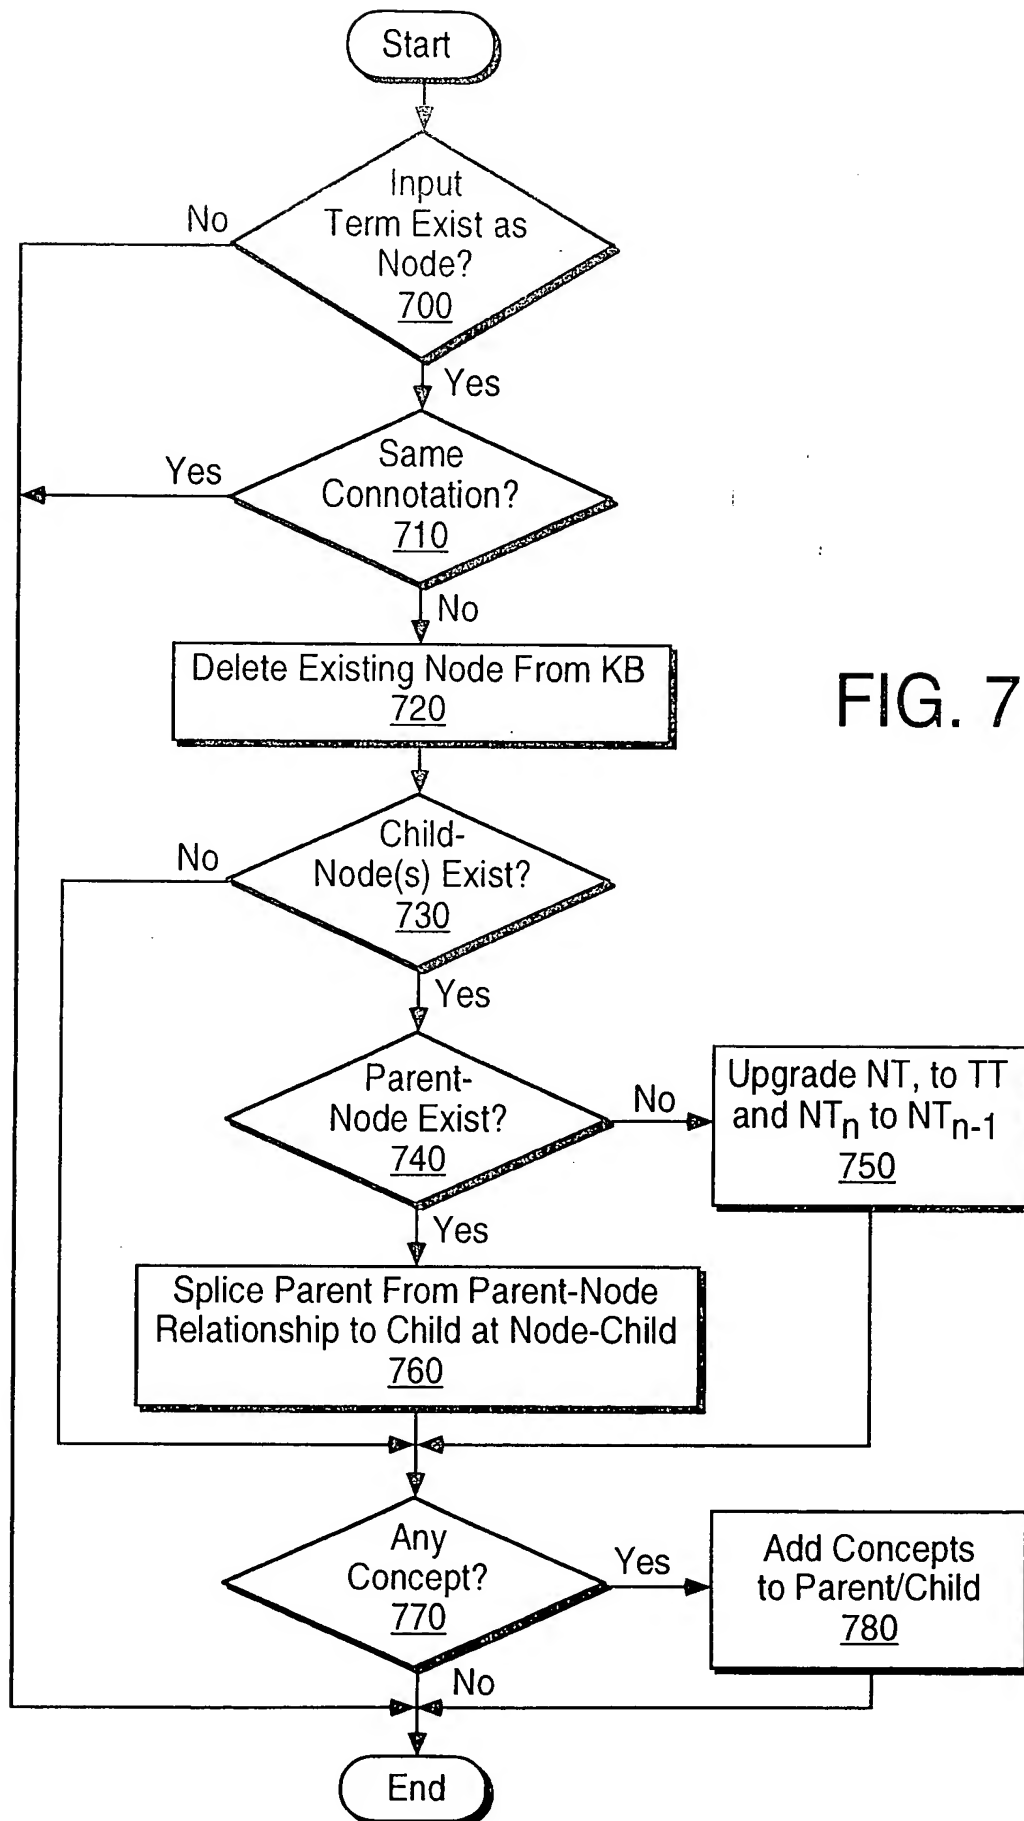 Start
Input
Term Exist as
Node?
700
No
Yes
Same
Connotation?
710
Yes
No
Delete Existing Node From KB
720
FIG. 7
Child-
Node(s) Exist?
730
No
Yes
Parent-
Node Exist?
740
No
Upgrade NT, to TT
and NTn to NTn-1
750
Yes
Splice Parent From Parent-Node
Relationship to Child at Node-Child
760
Any
Concept?
770
Yes
Add Concepts
to Parent/Child
780
No
End